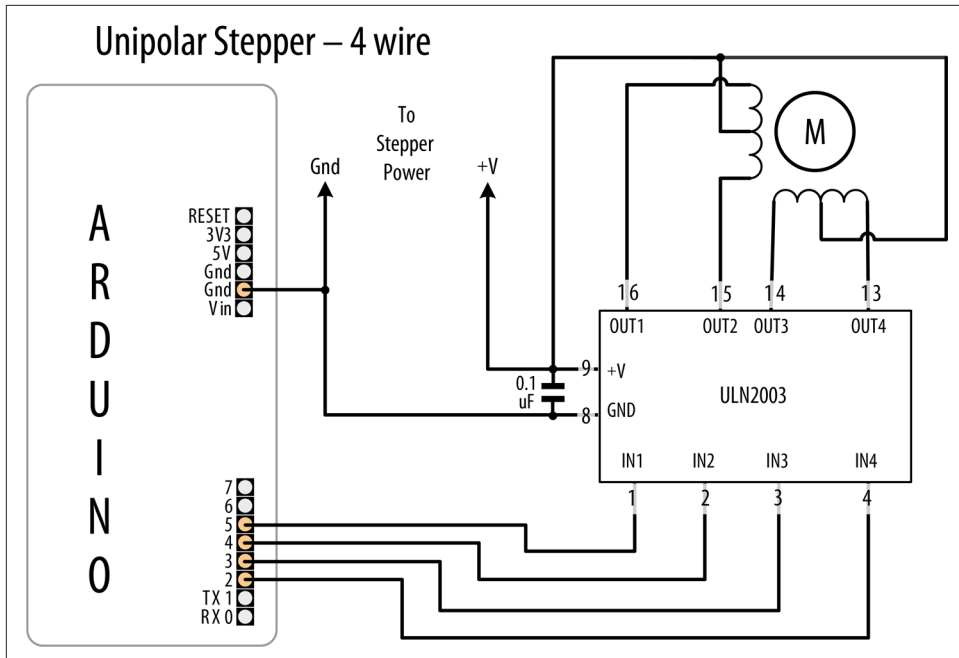 Unipolar Stepper – 4 wire
To
Stepper
Power
Gnd
+V
M
ARDUINO
RESET
3V3
5V
Gnd
Gnd
Vin
16 15 14 13
OUT1 OUT2 OUT3 OUT4
9 +V
0.1
uF
ULN2003
8 GND
IN1 IN2 IN3 IN4
1 2 3 4
7
6
5
4
3
2
TX 1
RX 0